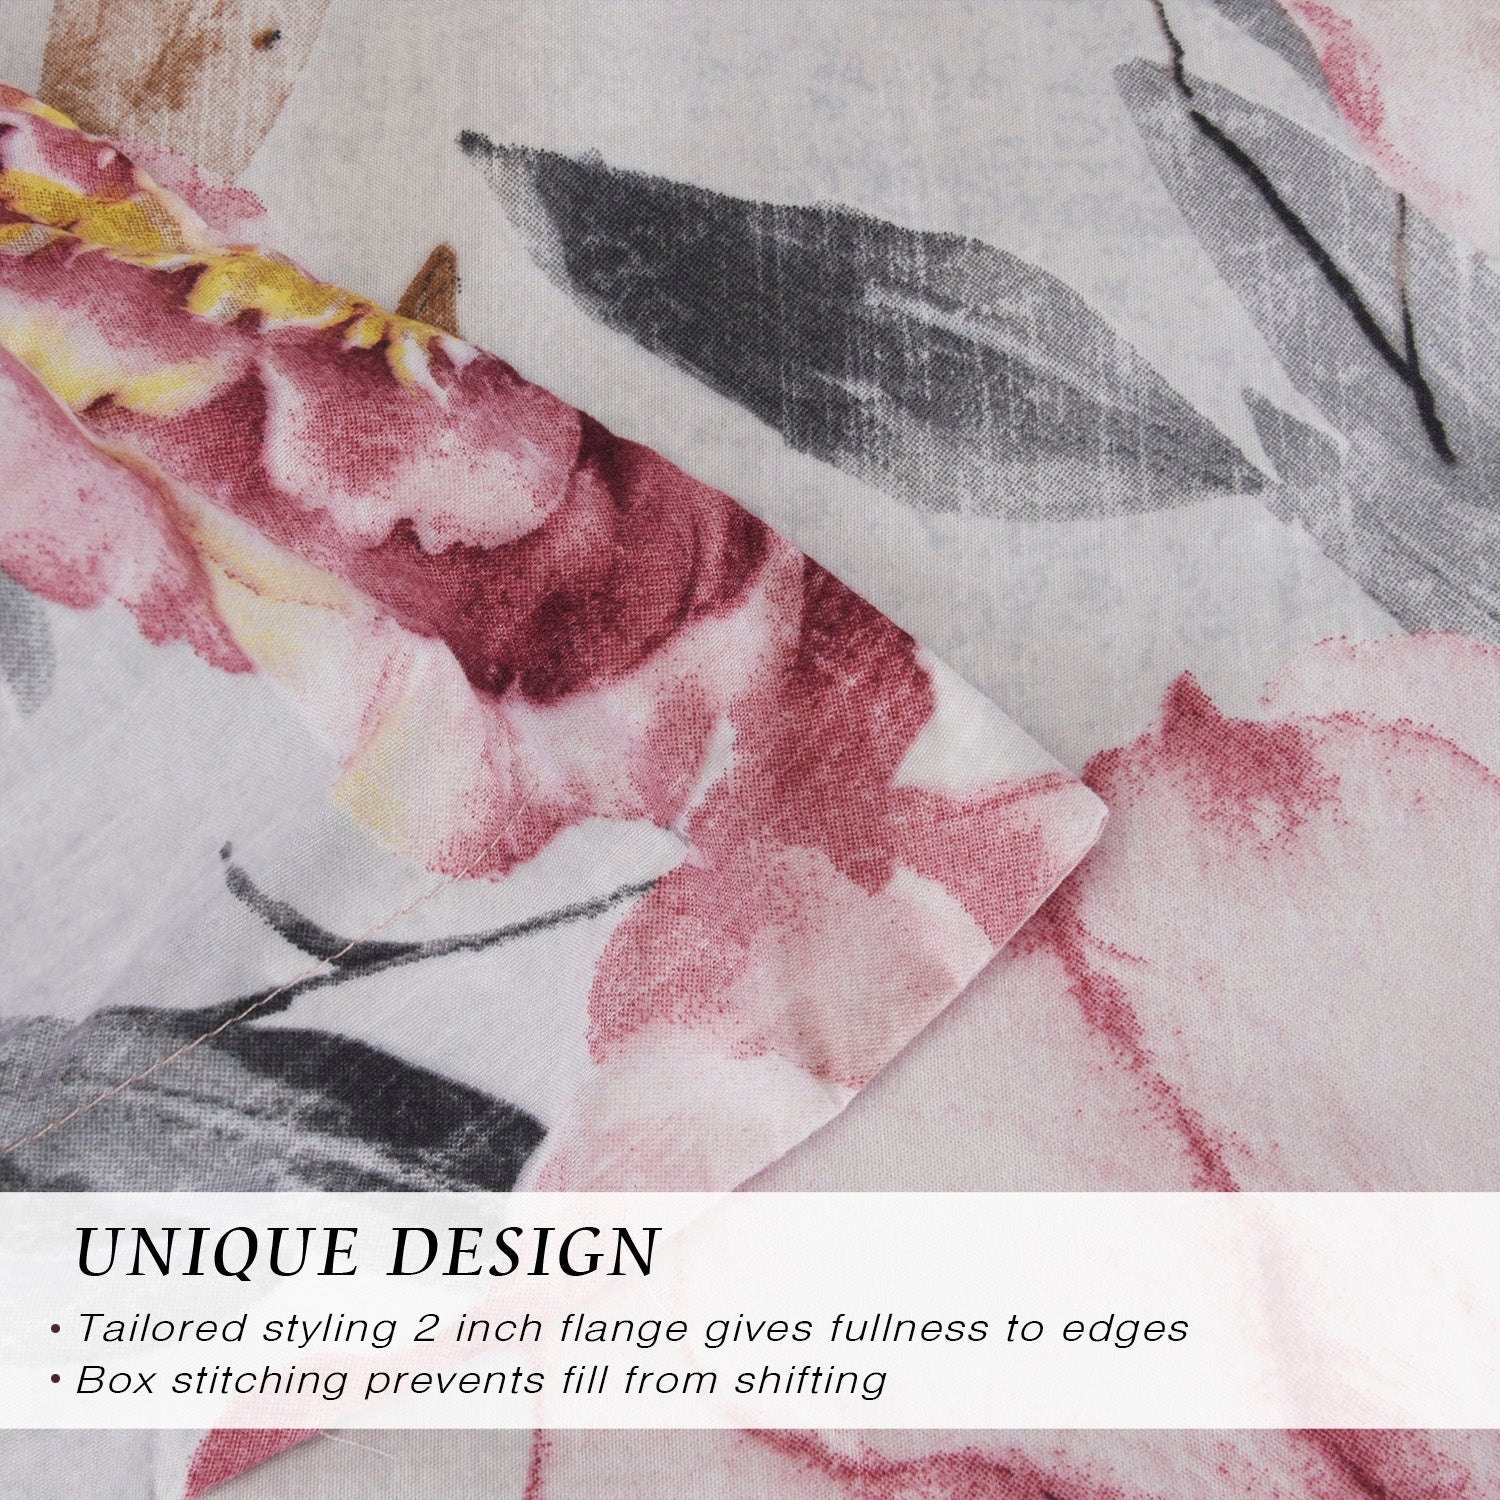 UNIQUE DESIGN
• Tailored styling 2 inch flange gives fullness to edges
• Box stitching prevents fill from shifting